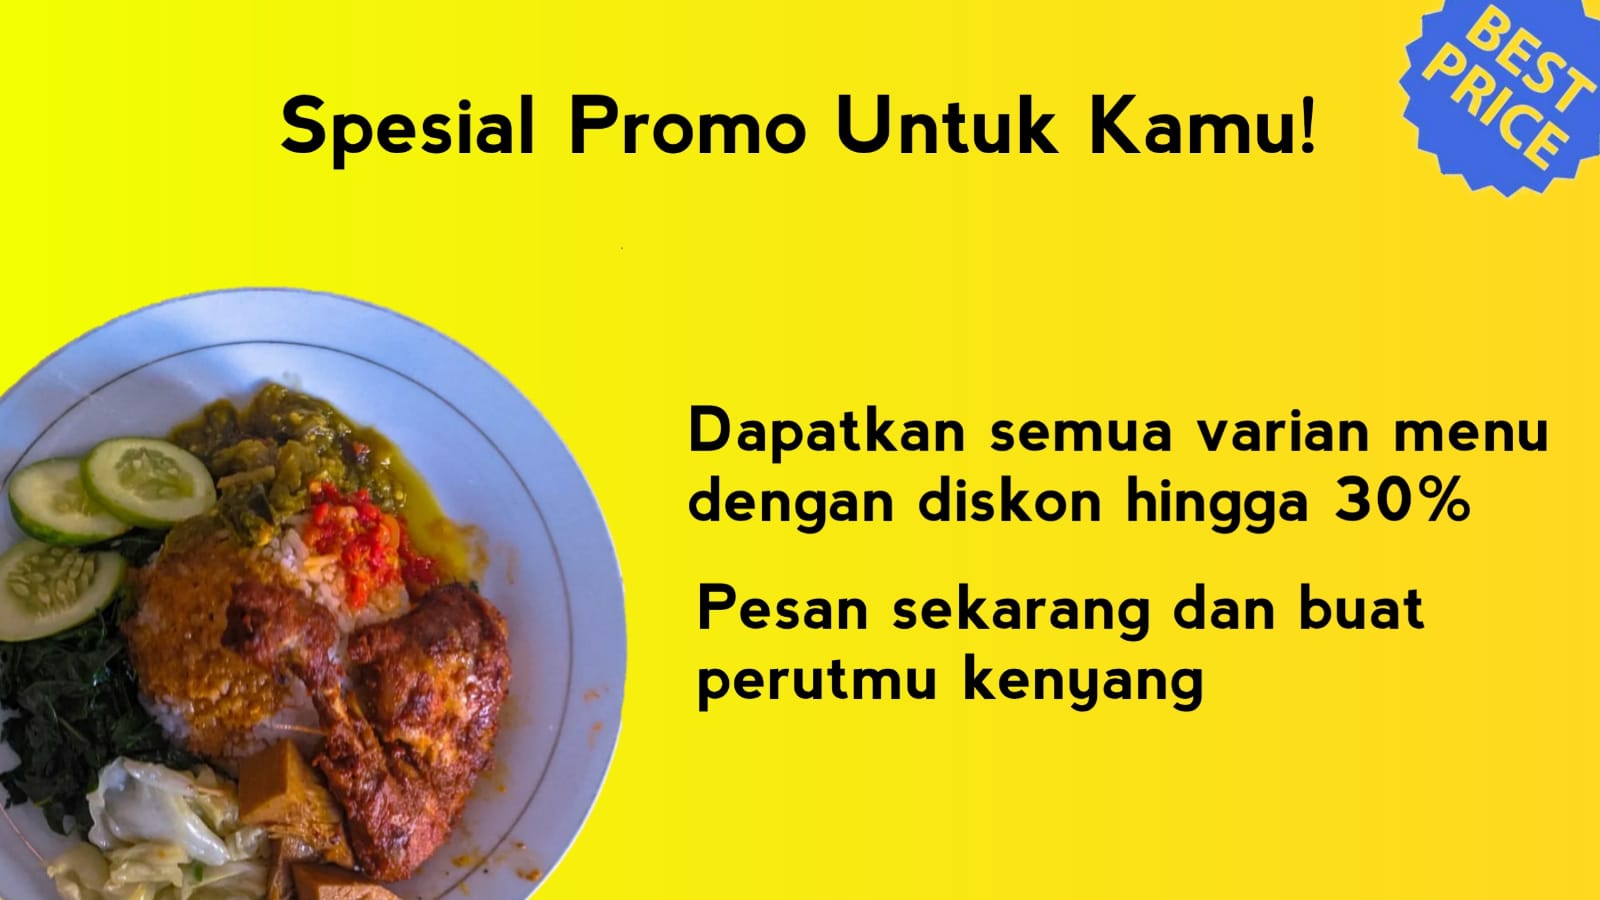 BEST
PRICE
Spesial Promo Untuk Kamu!
Dapatkan semua varian menu
dengan diskon hingga 30%
Pesan sekarang dan buat
perutmu kenyang